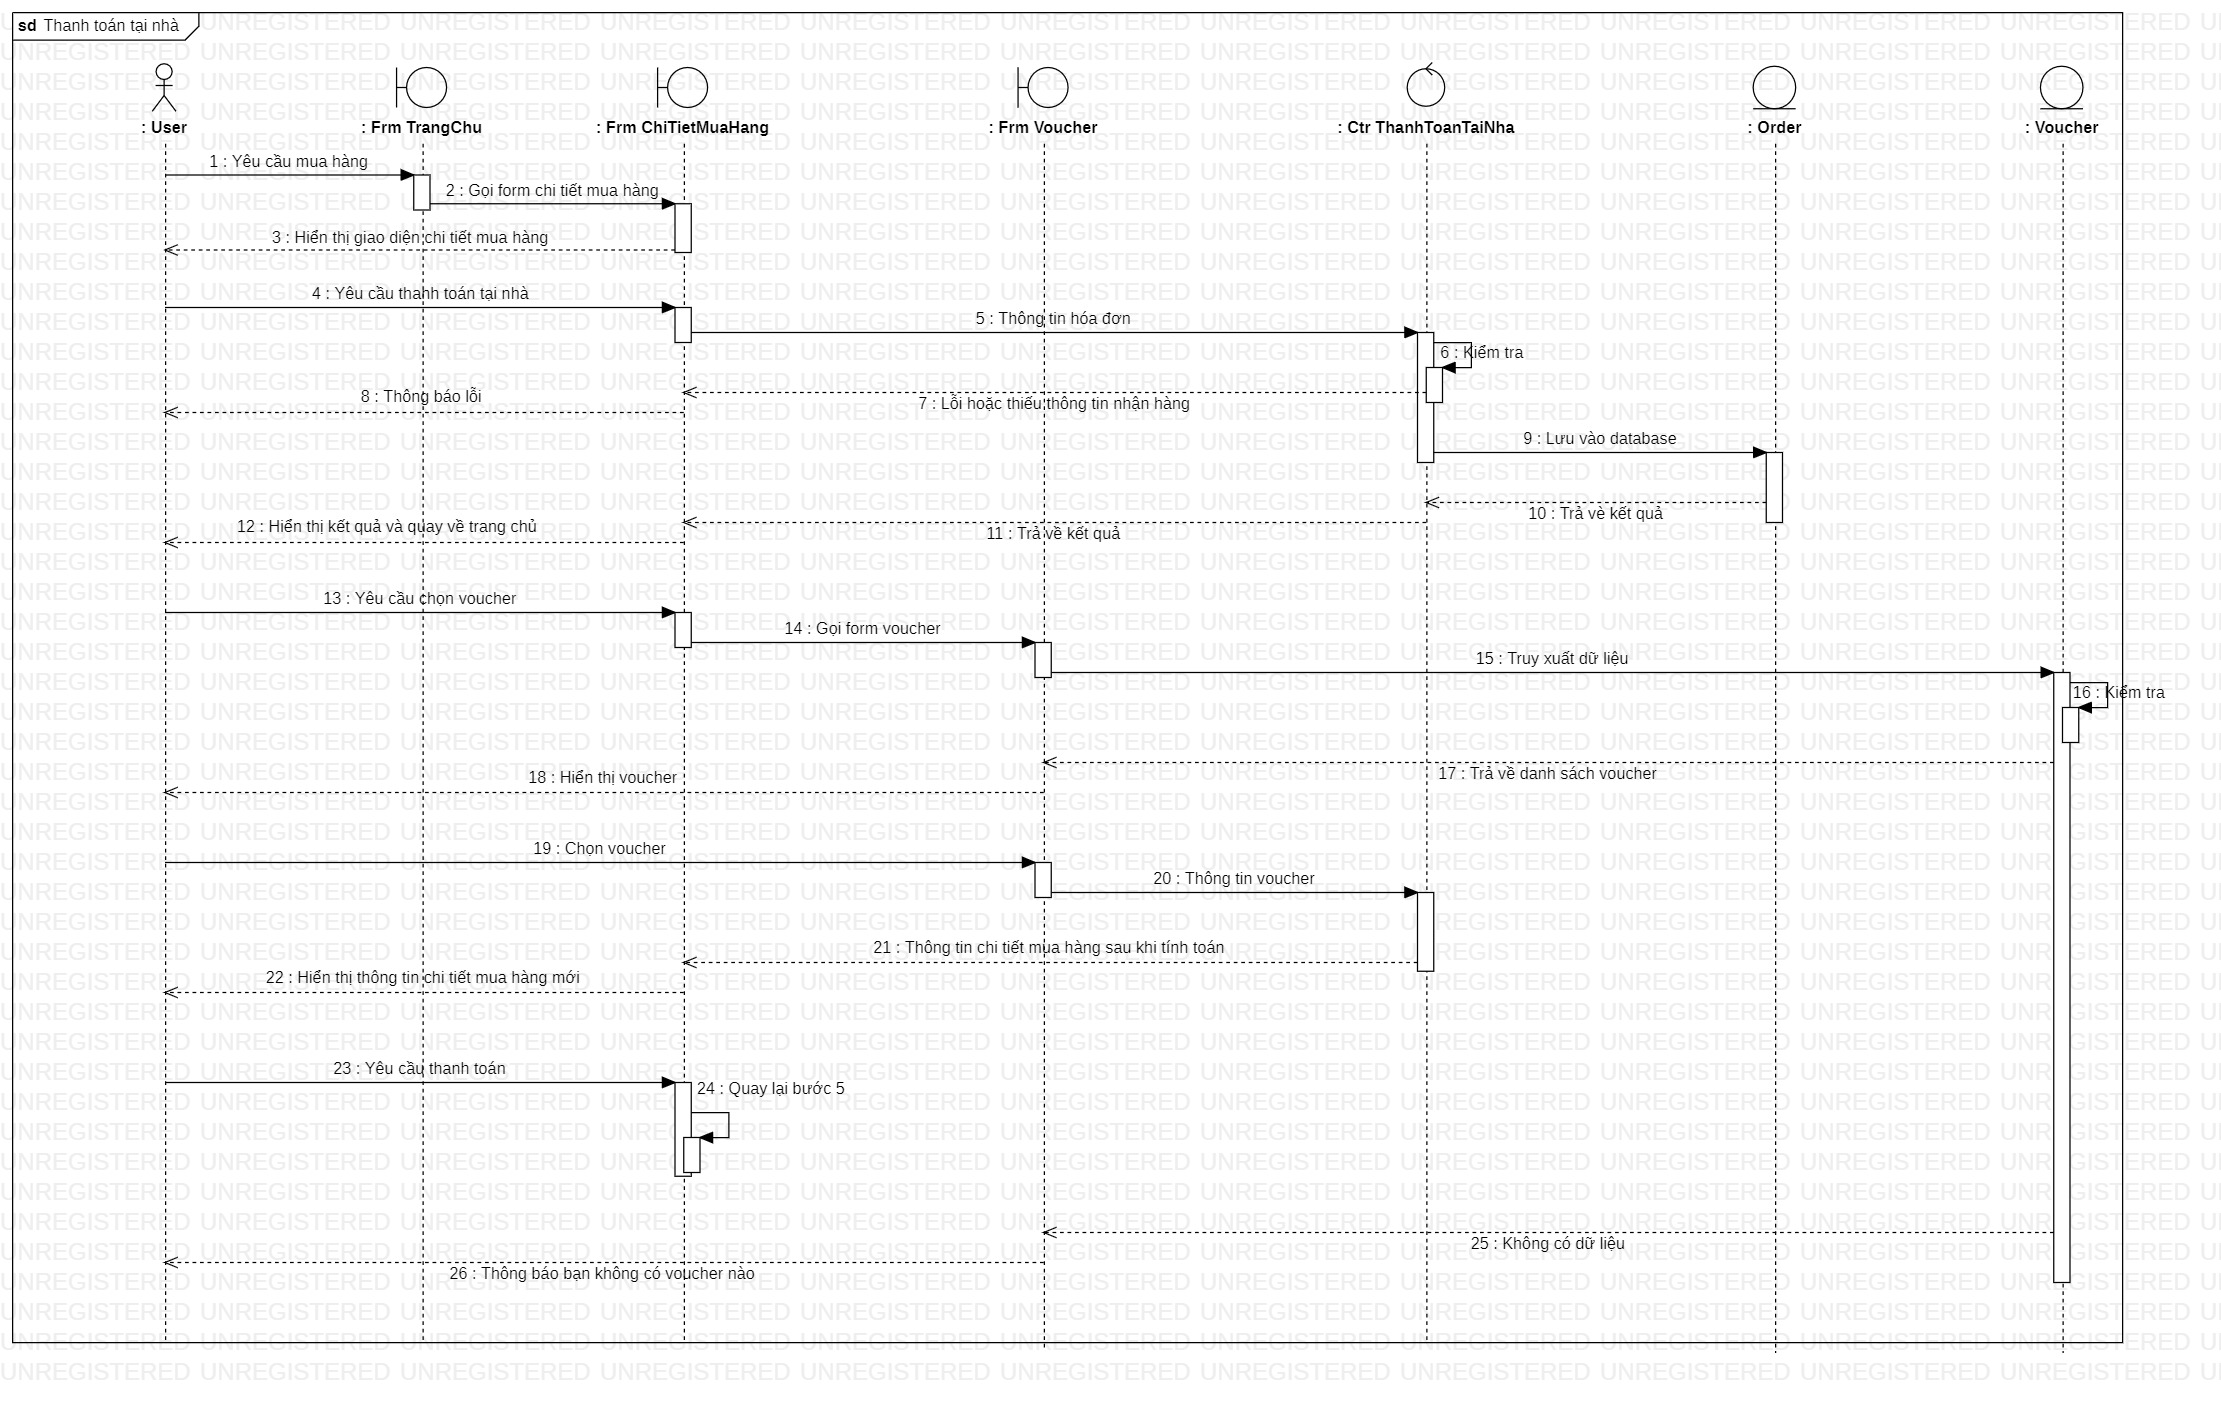 sd Thanh toán tại nhà
: User
: Frm TrangChu
: Frm ChiTietMuaHang
: Frm Voucher
: Ctr ThanhToanTaiNha
: Order
: Voucher
1 : Yêu cầu mua hàng
2 : Gọi form chi tiết mua hàng
3 : Hiển thị giao diện chi tiết mua hàng
4 : Yêu cầu thanh toán tại nhà
5 : Thông tin hóa đơn
6 : Kiểm tra
7 : Lỗi hoặc thiếu thông tin nhận hàng
8 : Thông báo lỗi
9 : Lưu vào database
10 : Trả vè kết quả
11 : Trả về kết quả
12 : Hiển thị kết quả và quay về trang chủ
13 : Yêu cầu chọn voucher
14 : Gọi form voucher
15 : Truy xuất dữ liệu
16 : Kiểm tra
17 : Trả về danh sách voucher
18 : Hiển thị voucher
19 : Chọn voucher
20 : Thông tin voucher
21 : Thông tin chi tiết mua hàng sau khi tính toán
22 : Hiển thị thông tin chi tiết mua hàng mới
23 : Yêu cầu thanh toán
24 : Quay lại bước 5
25 : Không có dữ liệu
26 : Thông báo bạn không có voucher nào
UNREGISTERED